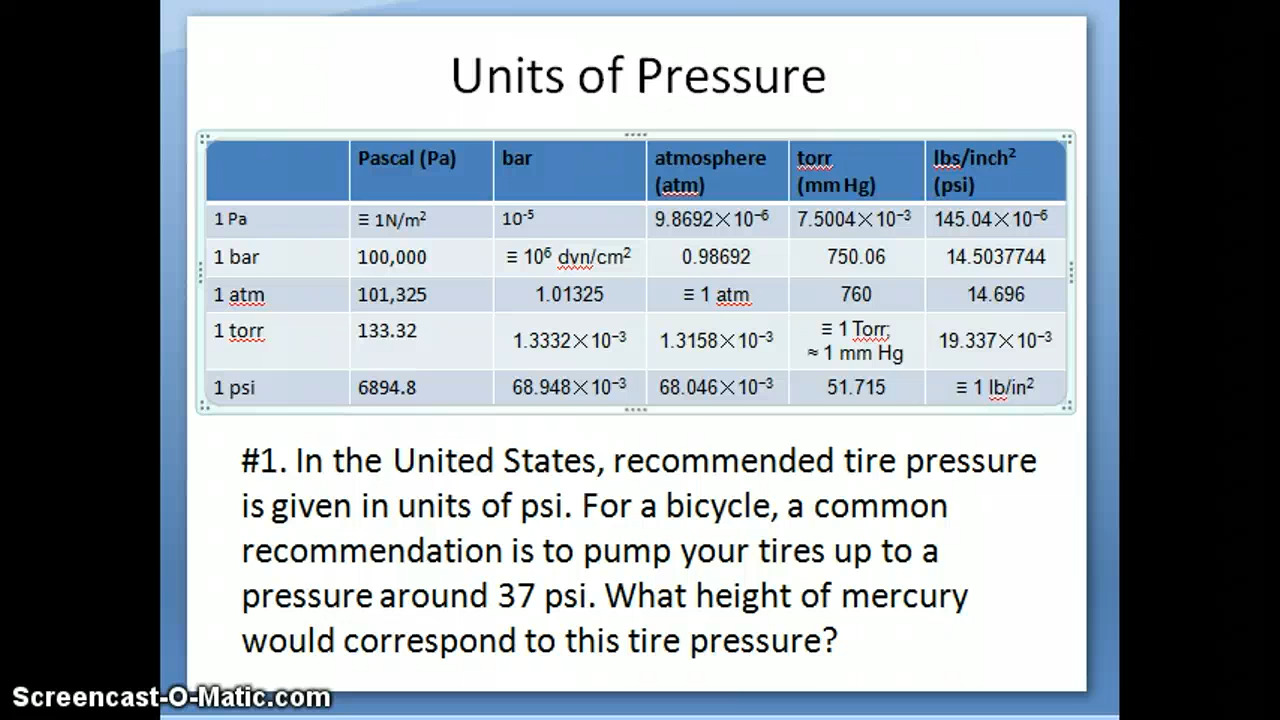 Units of Pressure
Pascal (Pa) bar atmosphere (atm) torr (mm Hg) lbs/inch² (psi)
1 Pa ≡ 1N/m² 10⁻⁵ 9.8692×10⁻⁶ 7.5004×10⁻³ 145.04×10⁻⁶
1 bar 100,000 ≡ 10⁶ dvn/cm² 0.98692 750.06 14.5037744
1 atm 101,325 1.01325 ≡ 1 atm 760 14.696
1 torr 133.32 1.3332×10⁻³ 1.3158×10⁻³ ≡ 1 Torr; ≈ 1 mm Hg 19.337×10⁻³
1 psi 6894.8 68.948×10⁻³ 68.046×10⁻³ 51.715 ≡ 1 lb/in²
#1. In the United States, recommended tire pressure
is given in units of psi. For a bicycle, a common
recommendation is to pump your tires up to a
pressure around 37 psi. What height of mercury
would correspond to this tire pressure?
Screencast-O-Matic.com